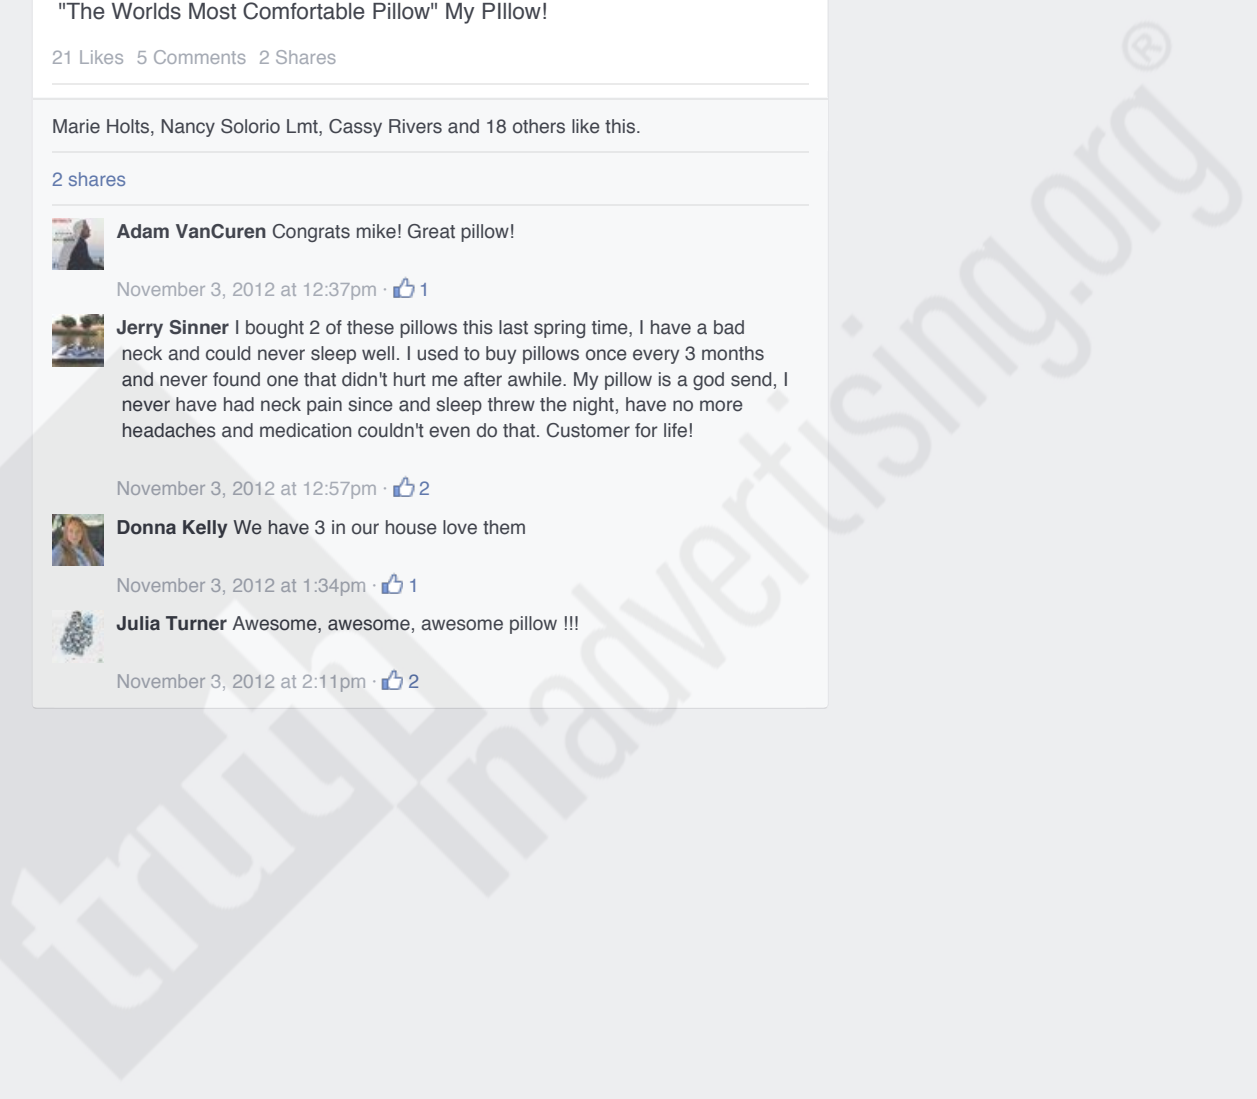 "The Worlds Most Comfortable Pillow" My PIllow!
21 Likes 5 Comments 2 Shares
Marie Holts, Nancy Solorio Lmt, Cassy Rivers and 18 others like this.
2 shares
Adam VanCuren Congrats mike! Great pillow!
November 3, 2012 at 12:37pm · 1
Jerry Sinner I bought 2 of these pillows this last spring time, I have a bad
neck and could never sleep well. I used to buy pillows once every 3 months
and never found one that didn't hurt me after awhile. My pillow is a god send, I
never have had neck pain since and sleep threw the night, have no more
headaches and medication couldn't even do that. Customer for life!
November 3, 2012 at 12:57pm · 2
Donna Kelly We have 3 in our house love them
November 3, 2012 at 1:34pm · 1
Julia Turner Awesome, awesome, awesome pillow !!!
November 3, 2012 at 2:11pm · 2
truth
inadvertising.org®